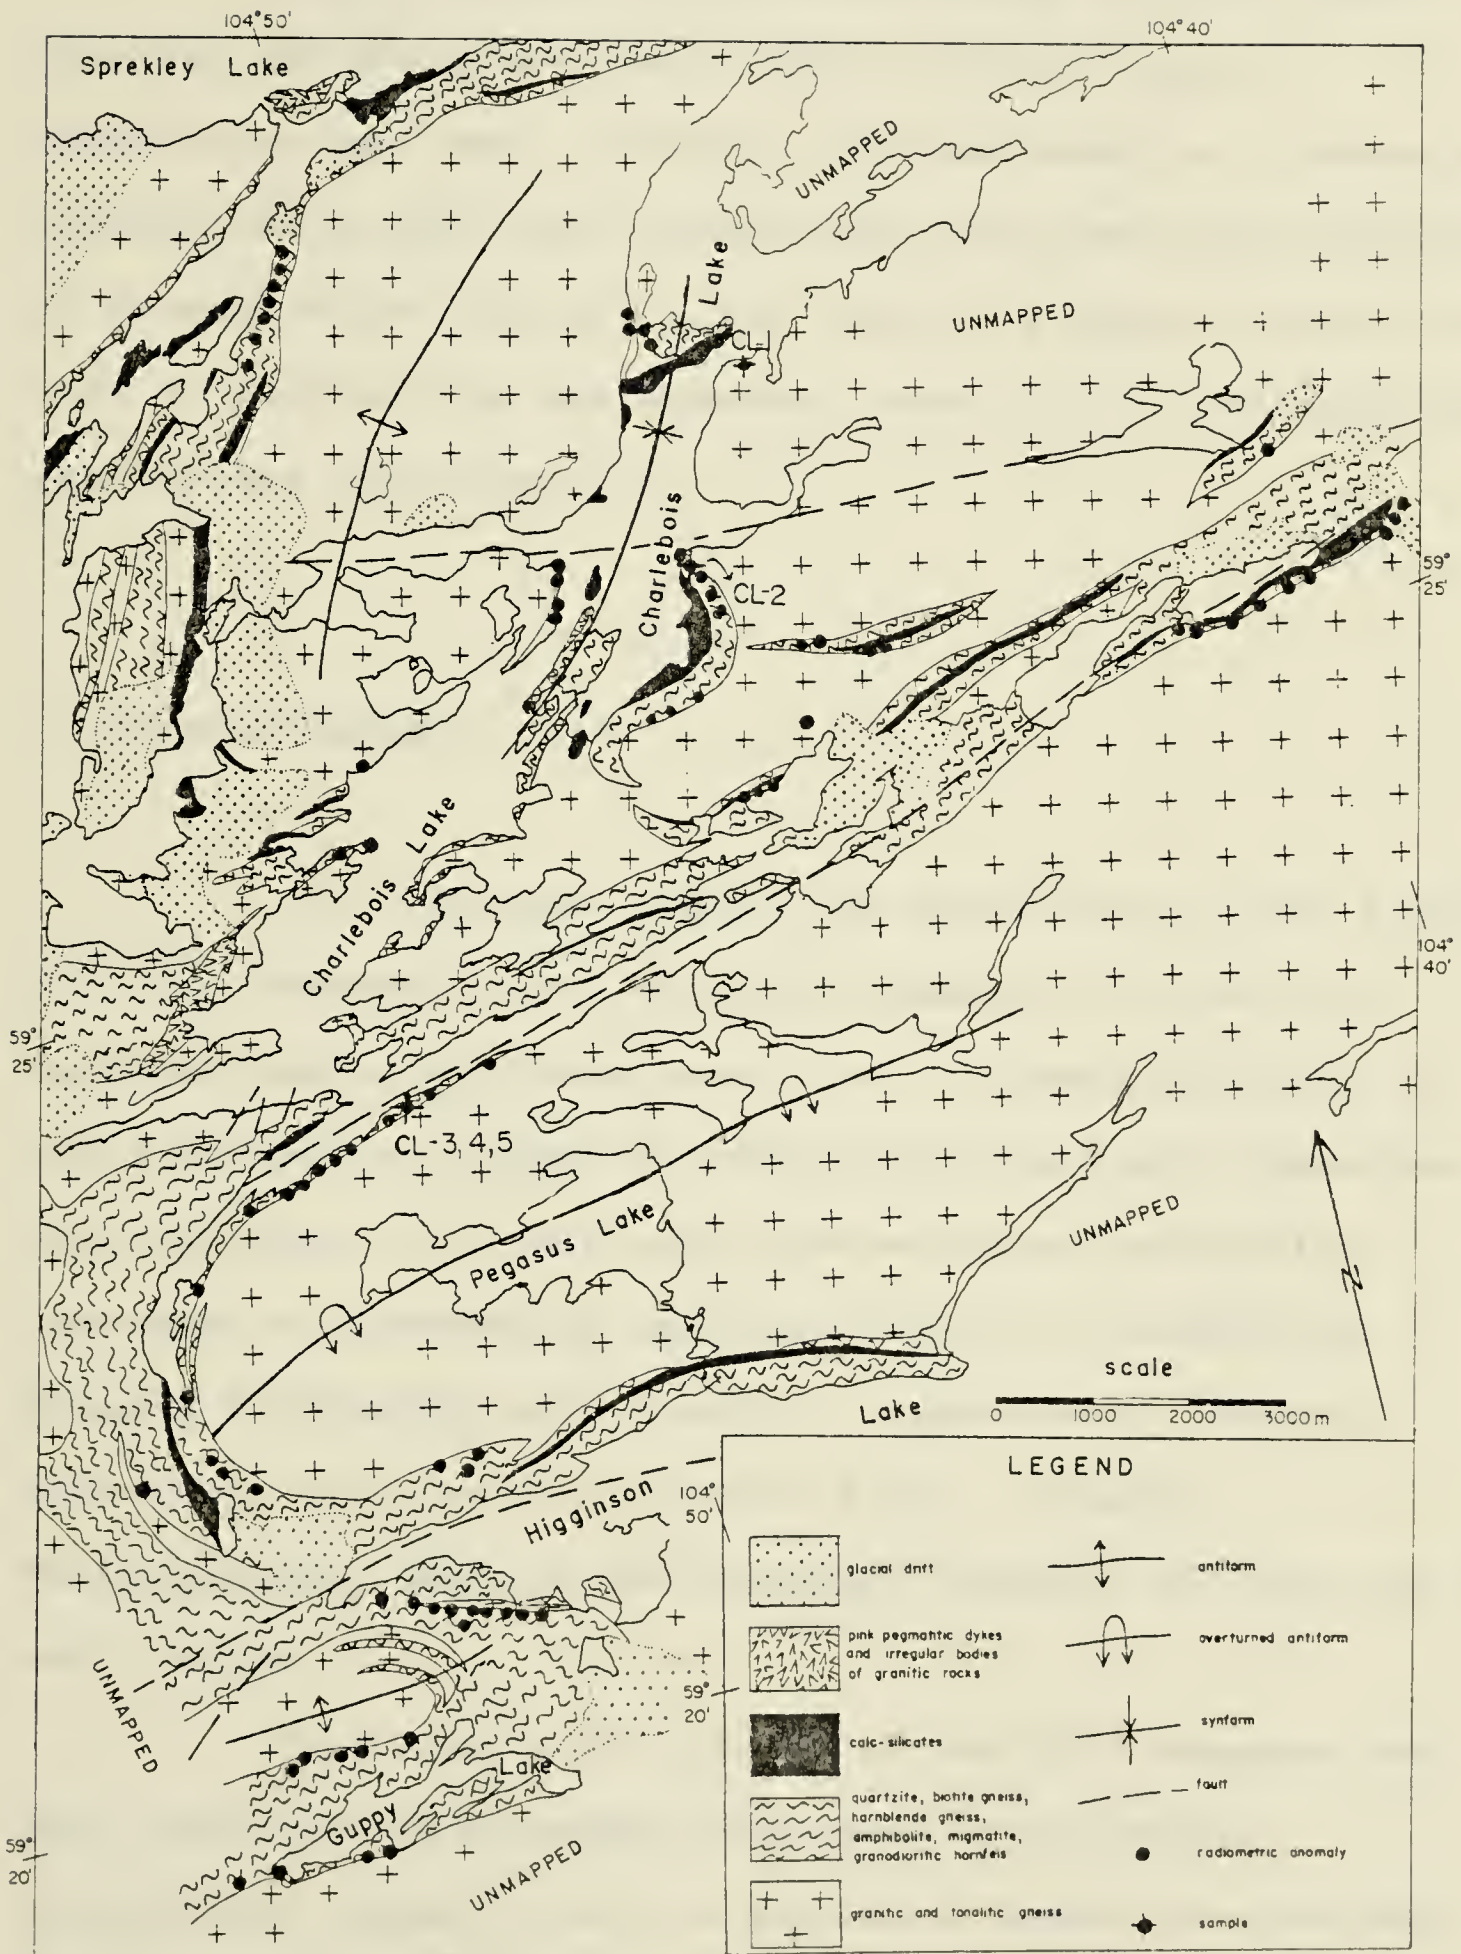 104°50'
104°40'
Sprekley Lake
UNMAPPED
Lake
CL-1
UNMAPPED
Charlebois
59°
25'
CL-2
Charlebois Lake
104°
40'
59°
25'
CL-3,4,5
Pegasus Lake
UNMAPPED
N
scale
0 1000 2000 3000m
Higginson Lake
104°
50'
UNMAPPED
59°
20'
Guppy Lake
59°
20'
UNMAPPED
LEGEND
glacial drift
pink pegmatitic dykes
and irregular bodies
of granitic rocks
calc-silicates
quartzite, biotite gneiss,
hornblende gneiss,
amphibolite, migmatite,
granodioritic hornfels
granitic and tonalitic gneiss
antiform
overturned antiform
synform
fault
radiometric anomaly
sample